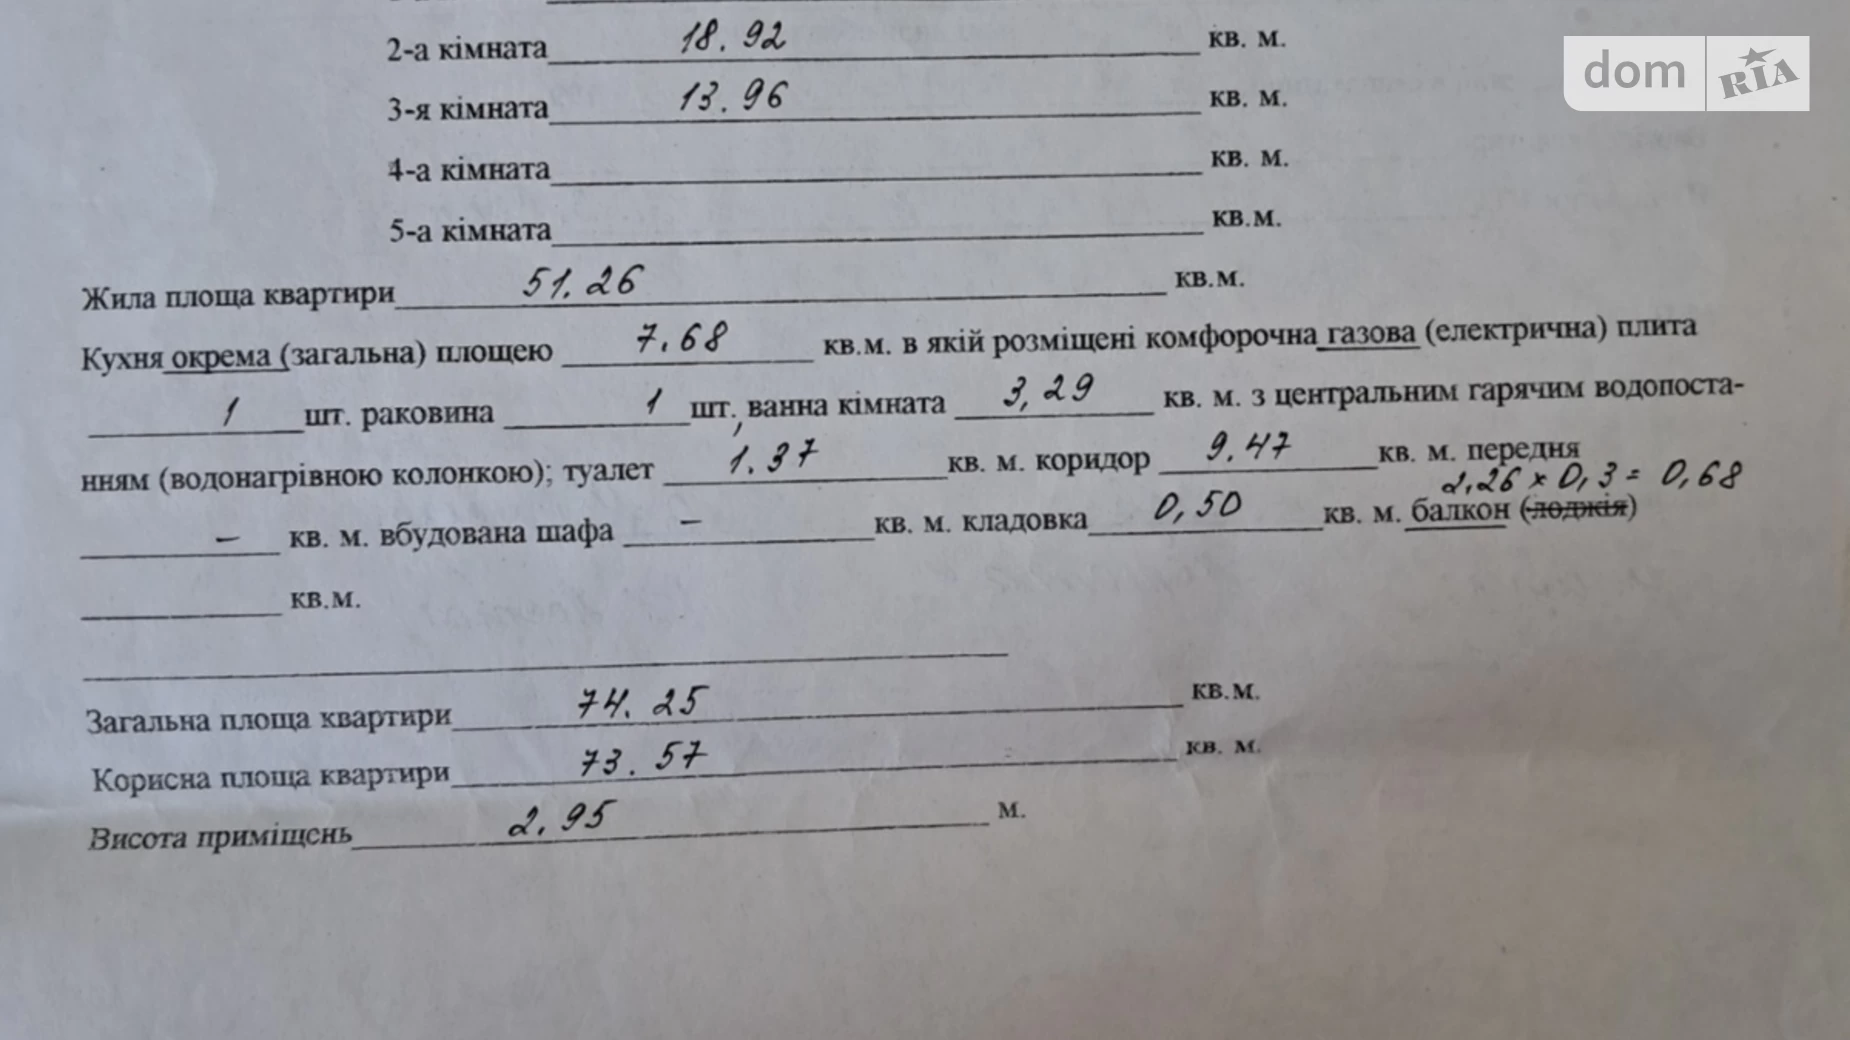 2-а кімната 18.92 кв. м.
dom RIA
3-я кімната 13.96 кв. м.
4-а кімната кв. м.
5-а кімната кв.м.
Жила площа квартири 51.26 кв.м.
Кухня окрема (загальна) площею 7.68 кв.м. в якій розміщені комфорочна газова (електрична) плита
1 шт. раковина 1 шт, ванна кімната 3,29 кв. м. з центральним гарячим водопоста-
нням (водонагрівною колонкою); туалет 1.37 кв. м. коридор 9.47 кв. м. передня
2,26 × 0,3 = 0,68
– кв. м. вбудована шафа – кв. м. кладовка 0,50 кв. м. балкон (лоджія)
кв.м.
Загальна площа квартири 74.25 кв.м.
Корисна площа квартири 73.57 кв. м.
Висота приміщень 2.95 м.